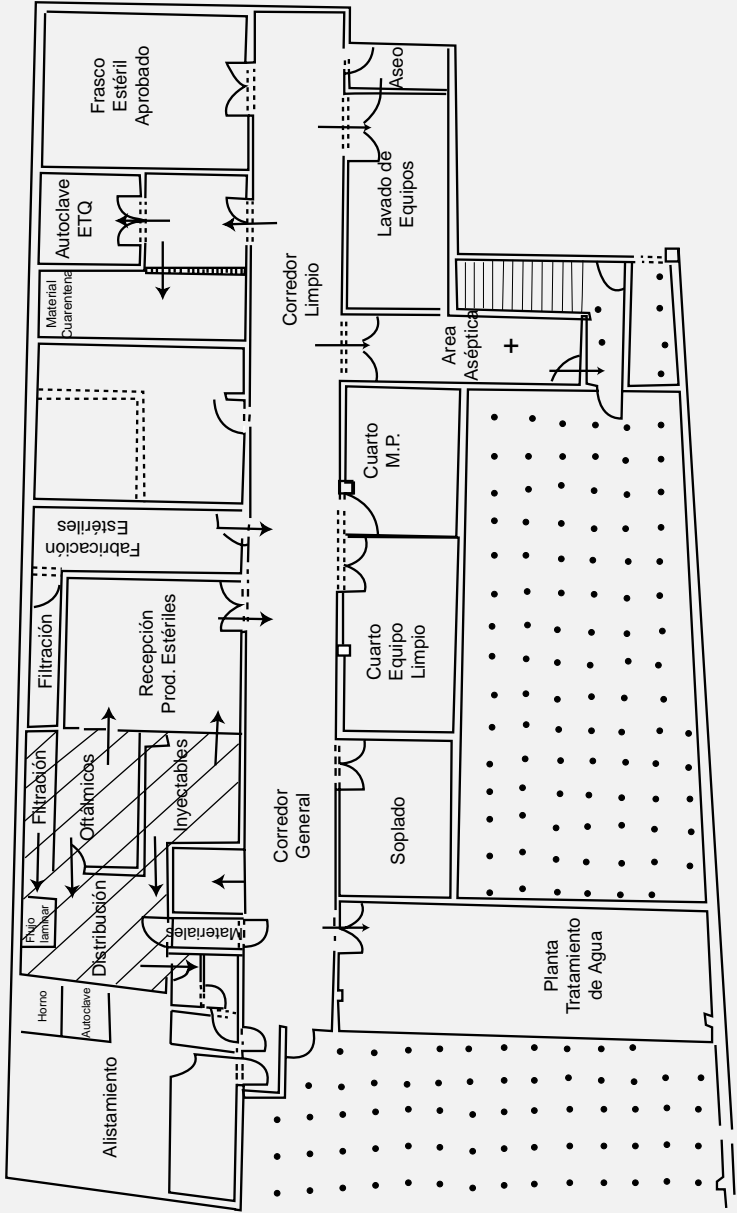 Frasco
Estéril
Aprobado
Aseo
Autoclave
ETQ
Lavado de
Equipos
Material
Cuarentena
Corredor
Limpio
Area
Aséptica
+
Cuarto
M.P.
Fabricación
Estériles
Filtración
Recepción
Prod. Estériles
Cuarto
Equipo
Limpio
Filtración
Oftálmicos
Inyectables
Corredor
General
Soplado
Flujo
laminar
Distribución
Materiales
Horno
Autoclave
Planta
Tratamiento
de Agua
Alistamiento